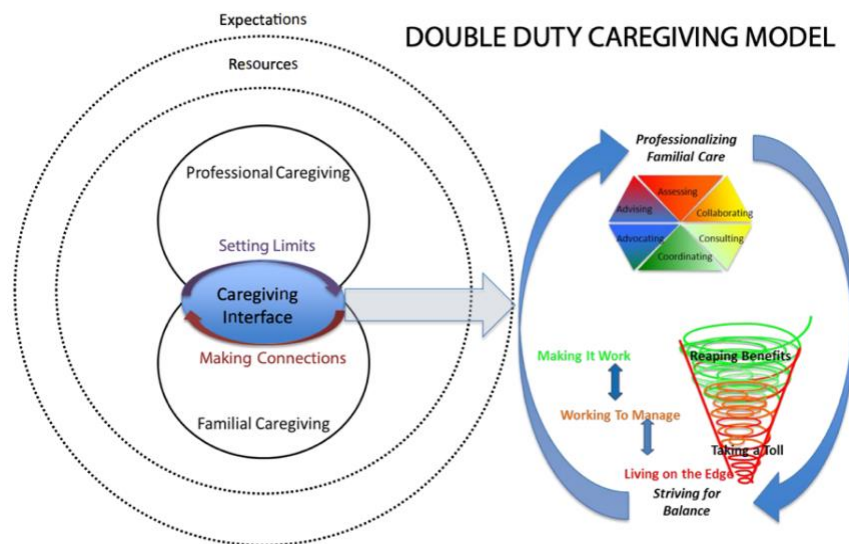 Expectations
DOUBLE DUTY CAREGIVING MODEL
Resources
Professional Caregiving
Setting Limits
Caregiving
Interface
Making Connections
Familial Caregiving
Professionalizing
Familial Care
Assessing
Advising
Collaborating
Advocating
Consulting
Coordinating
Making It Work
Reaping Benefits
Working To Manage
Taking a Toll
Living on the Edge
Striving for
Balance